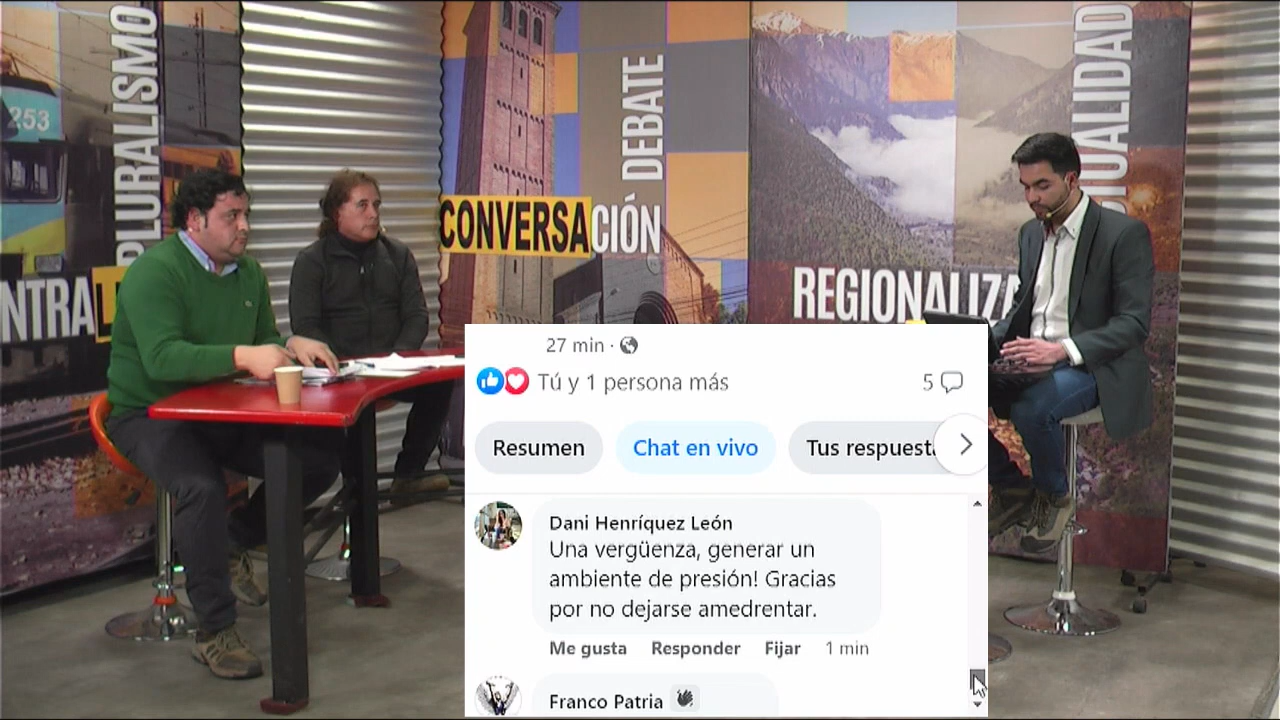 253
PLURALISMO
NTRA
CONVERSACIÓN
DEBATE
REGIONALIZA
27 min
Tú y 1 persona más
5
Resumen
Chat en vivo
Tus respuest
Dani Henríquez León
Una vergüenza, generar un
ambiente de presión! Gracias
por no dejarse amedrentar.
Me gusta Responder Fijar 1 min
Franco Patria